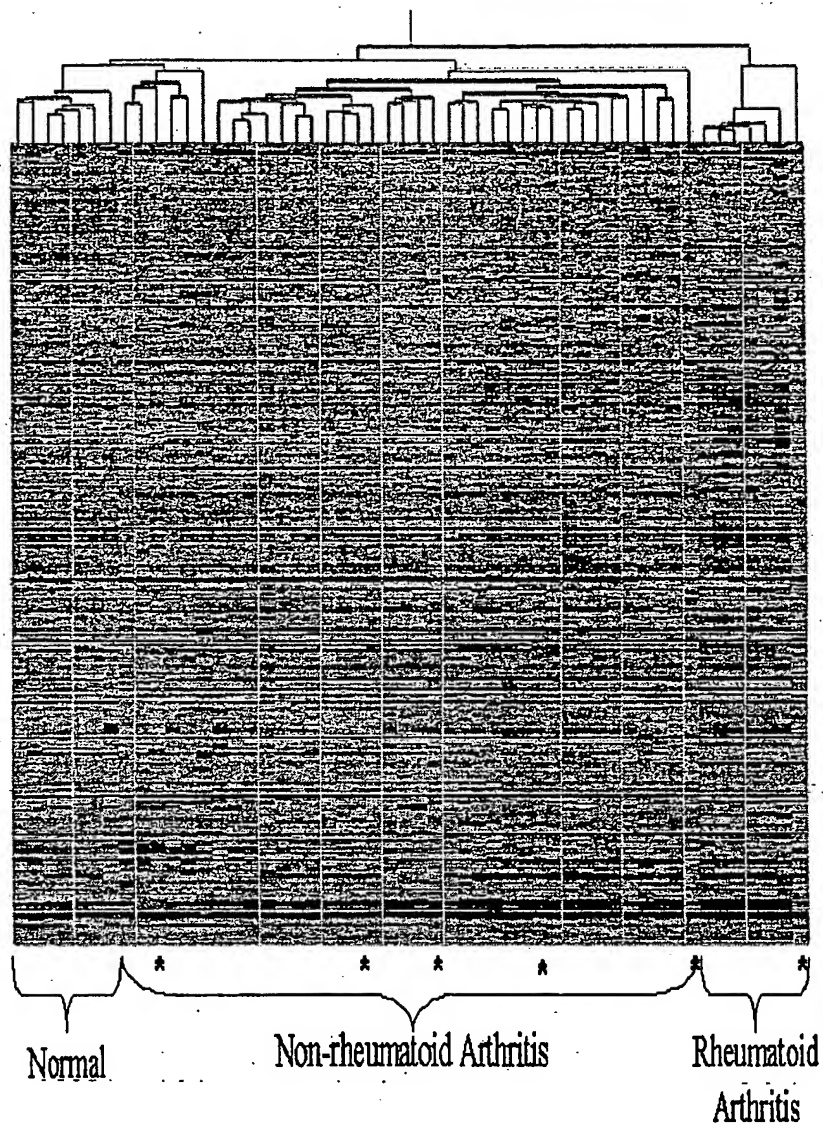 * * * * * *
Normal
Non-rheumatoid Arthritis
Rheumatoid
Arthritis